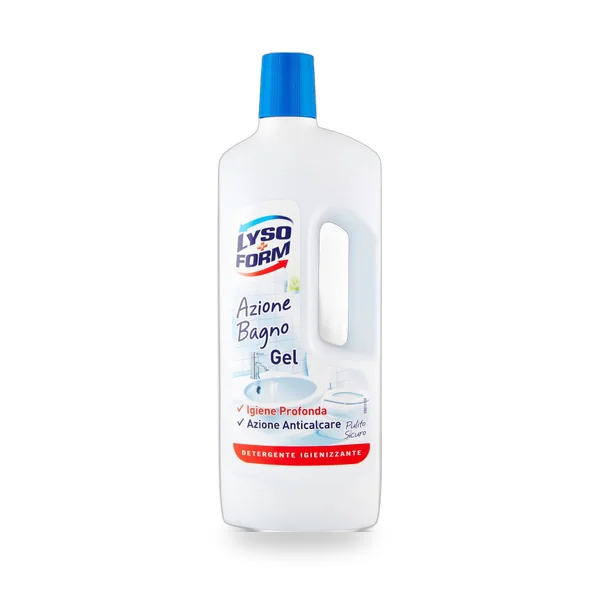 LYSO
FORM
Azione
Bagno
Gel
✓ Igiene Profonda
✓ Azione Anticalcare
Pulito
Sicuro
DETERGENTE IGIENIZZANTE